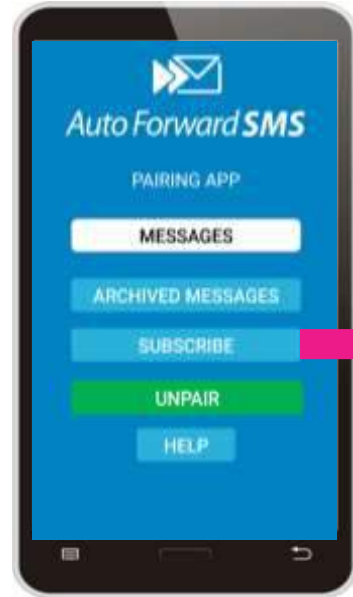 Auto Forward SMS
PAIRING APP
MESSAGES
ARCHIVED MESSAGES
SUBSCRIBE
UNPAIR
HELP